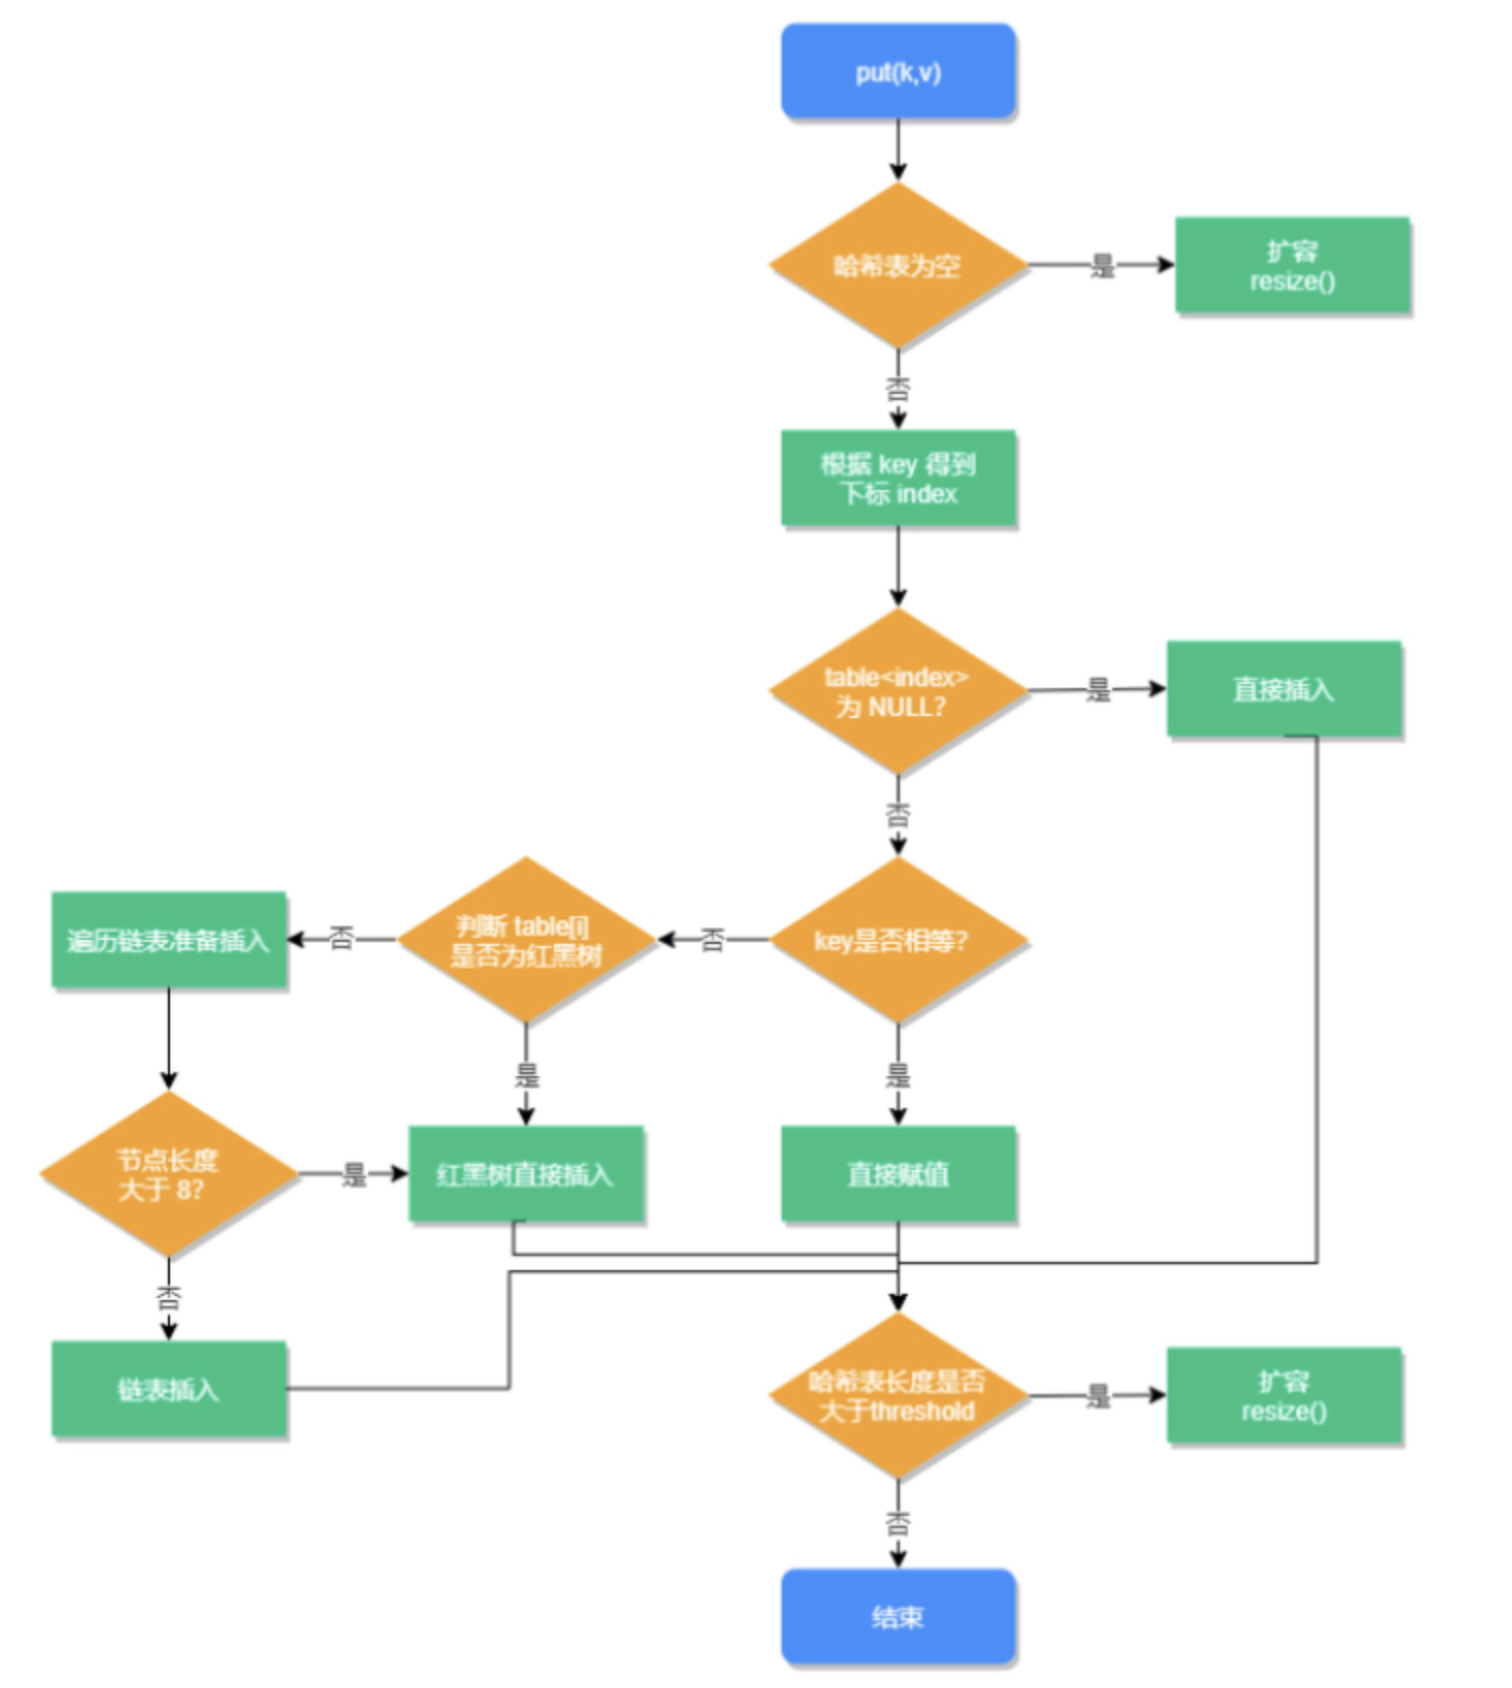 put(k,v)
哈希表为空
是
扩容
resize()
否
根据 key 得到
下标 index
table<index>
为 NULL?
是
直接插入
否
遍历链表准备插入
否
判断 table[i]
是否为红黑树
否
key是否相等?
是
是
节点长度
大于 8?
是
红黑树直接插入
直接赋值
否
链表插入
哈希表长度是否
大于threshold
是
扩容
resize()
否
结束